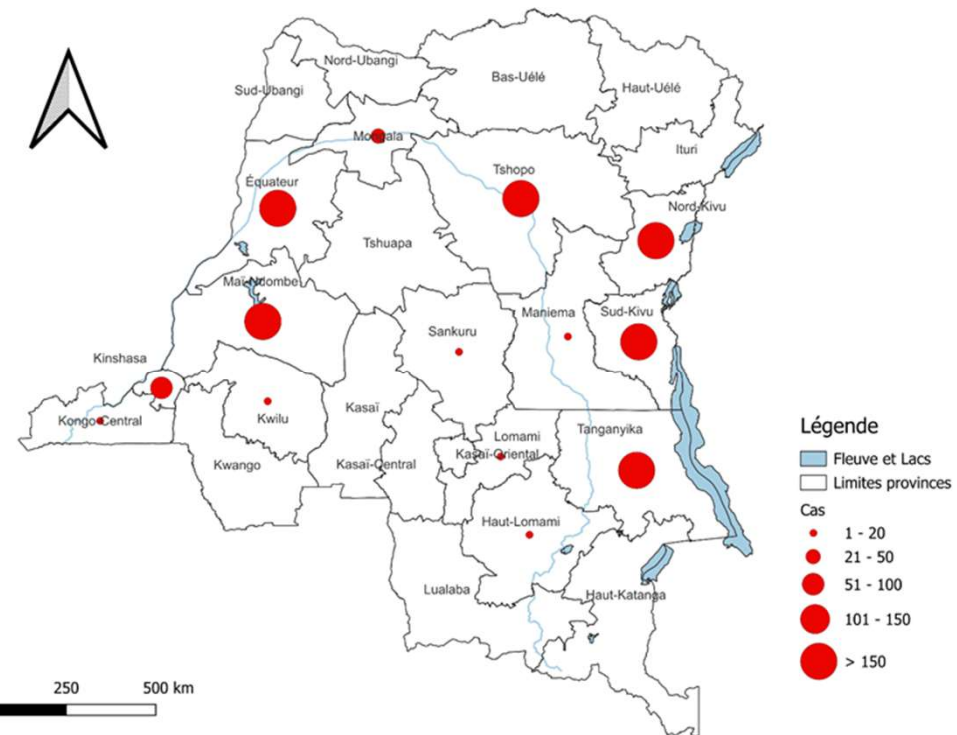 Nord-Ubangi
Bas-Uélé
Sud-Ubangi
Haut-Uélé
Mongala
Ituri
Tshopo
Équateur
Nord-Kivu
Tshuapa
Maï-Ndombe
Maniema
Sud-Kivu
Sankuru
Kinshasa
Kasaï
Kongo-Central
Kwilu
Tanganyika
Lomami
Kasaï-Oriental
Kwango
Kasaï-Central
Haut-Lomami
Lualaba
Haut-Katanga
Légende
Fleuve et Lacs
Limites provinces
Cas
1 - 20
21 - 50
51 - 100
101 - 150
> 150
250 500 km